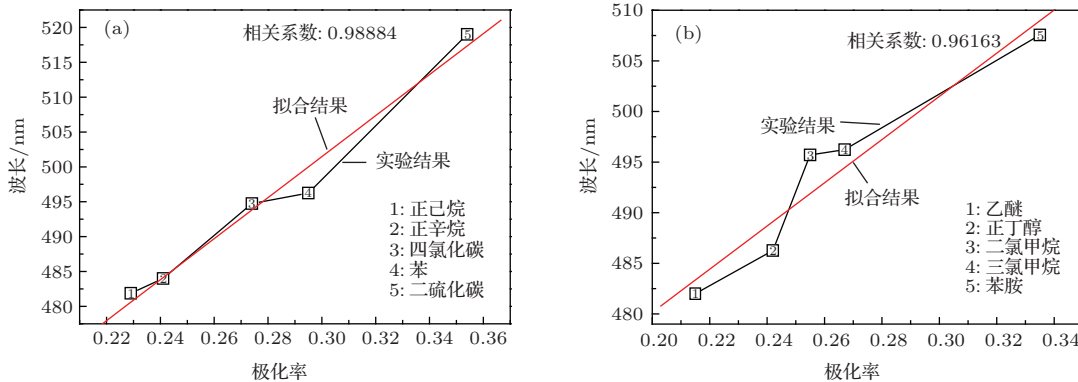 (a)
相关系数: 0.98884
拟合结果
实验结果
1: 正己烷
2: 正辛烷
3: 四氯化碳
4: 苯
5: 二硫化碳
1
2
3
4
5
520
515
510
505
500
495
490
485
480
波长/nm
0.22 0.24 0.26 0.28 0.30 0.32 0.34 0.36
极化率
(b)
相关系数: 0.96163
实验结果
拟合结果
1: 乙醚
2: 正丁醇
3: 二氯甲烷
4: 三氯甲烷
5: 苯胺
1
2
3
4
5
510
505
500
495
490
485
480
波长/nm
0.20 0.22 0.24 0.26 0.28 0.30 0.32 0.34
极化率